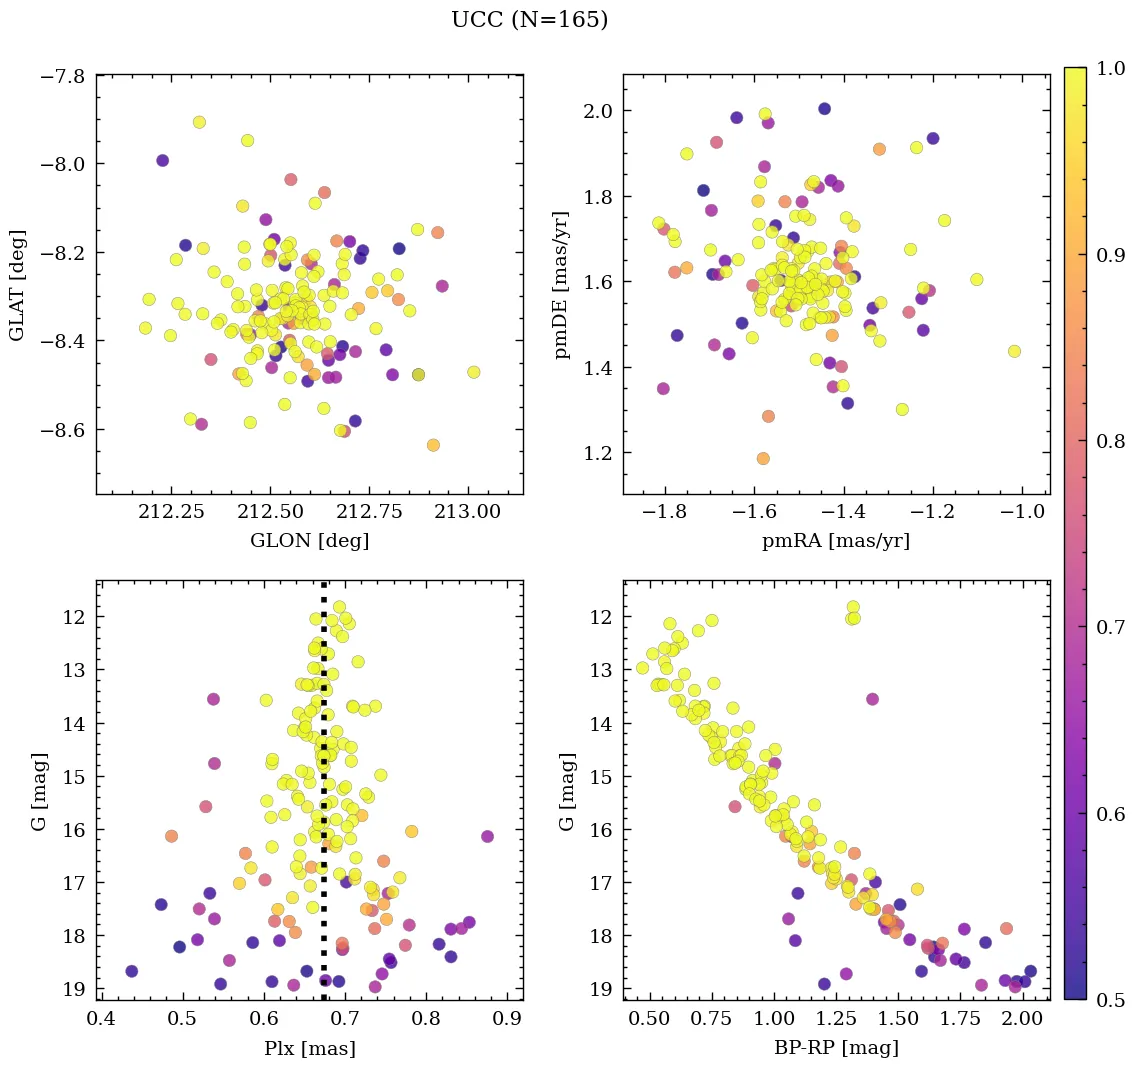 UCC (N=165)
−7.8
−8.0
−8.2
−8.4
−8.6
GLAT [deg]
212.25 212.50 212.75 213.00
GLON [deg]
2.0
1.8
1.6
1.4
1.2
pmDE [mas/yr]
−1.8 −1.6 −1.4 −1.2 −1.0
pmRA [mas/yr]
12
13
14
15
16
17
18
19
G [mag]
0.4 0.5 0.6 0.7 0.8 0.9
Plx [mas]
12
13
14
15
16
17
18
19
G [mag]
0.50 0.75 1.00 1.25 1.50 1.75 2.00
BP-RP [mag]
1.0
0.9
0.8
0.7
0.6
0.5